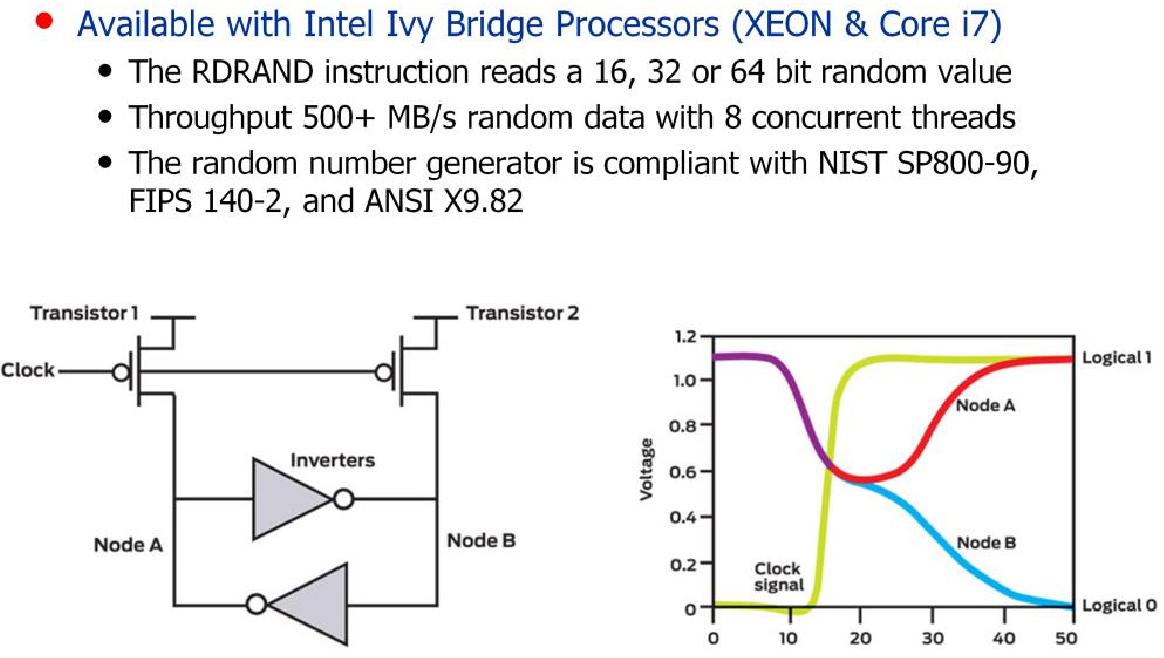 • Available with Intel Ivy Bridge Processors (XEON & Core i7)
• The RDRAND instruction reads a 16, 32 or 64 bit random value
• Throughput 500+ MB/s random data with 8 concurrent threads
• The random number generator is compliant with NIST SP800-90,
FIPS 140-2, and ANSI X9.82
Transistor 1
Transistor 2
Clock
Inverters
Node A
Node B
Voltage
1.2
1.0
0.8
0.6
0.4
0.2
0
Logical 1
Node A
Node B
Clock
signal
Logical 0
0 10 20 30 40 50